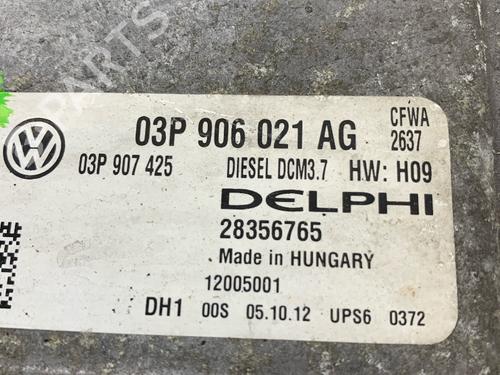 PARTS
03P 906 021 AG
CFWA
2637
03P 907 425
DIESEL DCM3.7
HW: H09
DELPHI
28356765
Made in HUNGARY
12005001
DH1 00S 05.10.12 UPS6 0372